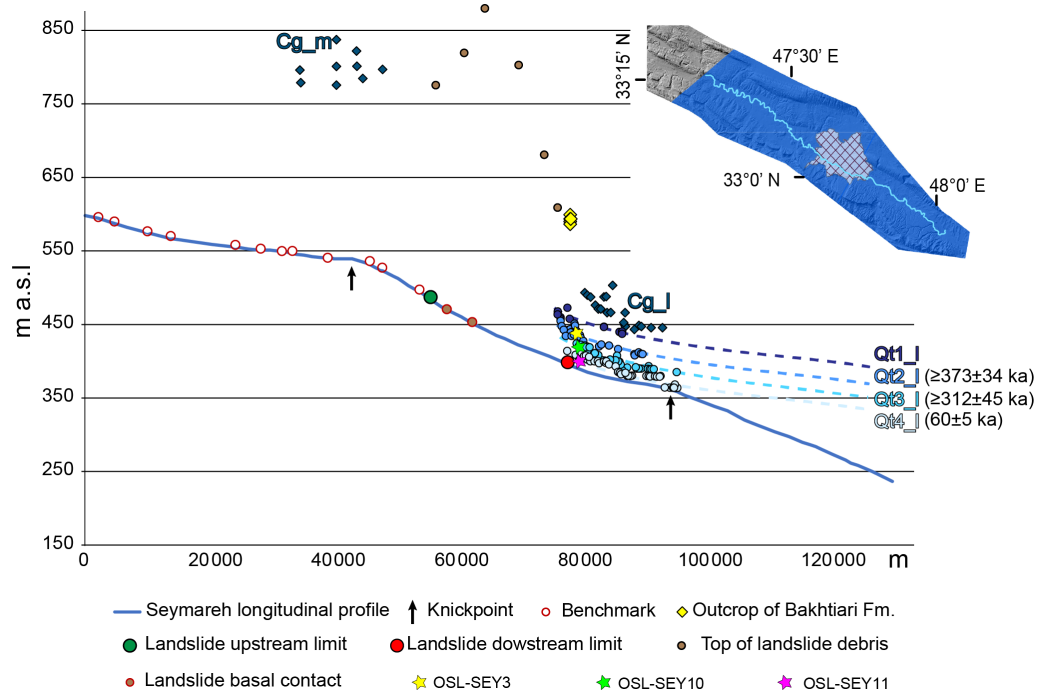 850
750
650
550
450
350
250
150
m a.s.l
0
20000
40000
60000
80000
100000
120000
m
Cg_m
Cg_l
Qt1_l
Qt2_l (≥373±34 ka)
Qt3_l (≥312±45 ka)
Qt4_l (60±5 ka)
33°15' N
47°30' E
33°0' N
48°0' E
Seymareh longitudinal profile
Knickpoint
Benchmark
Outcrop of Bakhtiari Fm.
Landslide upstream limit
Landslide dowstream limit
Top of landslide debris
Landslide basal contact
OSL-SEY3
OSL-SEY10
OSL-SEY11